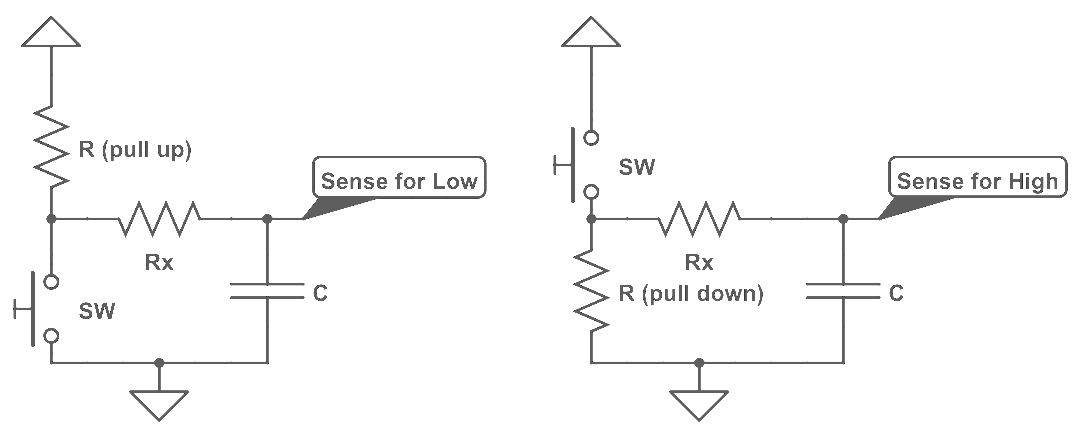 R (pull up)
Sense for Low
Rx
C
SW
SW
Sense for High
Rx
R (pull down)
C